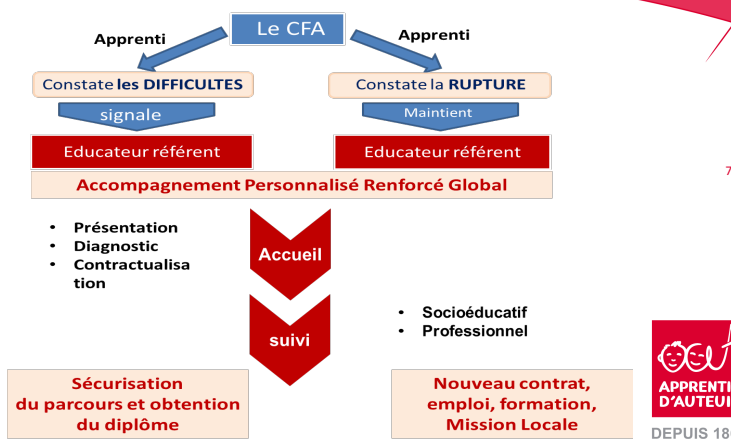 Le CFA
Apprenti
Apprenti
Constate les DIFFICULTES
Constate la RUPTURE
signale
Maintient
Educateur référent
Educateur référent
Accompagnement Personnalisé Renforcé Global
7
• Présentation
• Diagnostic
• Contractualisa
tion
Accueil
suivi
• Socioéducatif
• Professionnel
Sécurisation
du parcours et obtention
du diplôme
Nouveau contrat,
emploi, formation,
Mission Locale
APPRENTI
D'AUTEUI
DEPUIS 18